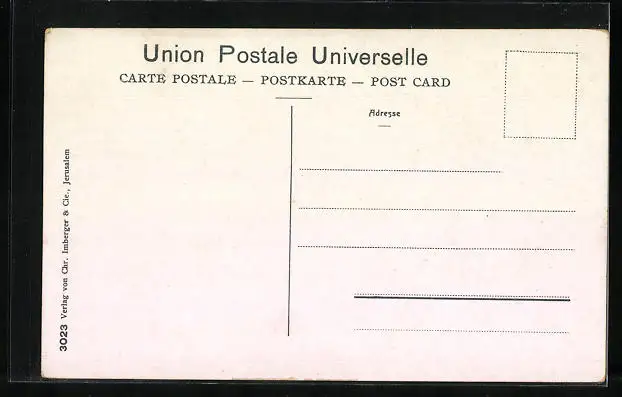 Union Postale Universelle
CARTE POSTALE — POSTKARTE — POST CARD
Adresse
3023 Verlag von Chr. Imberger & Cie., Jerusalem